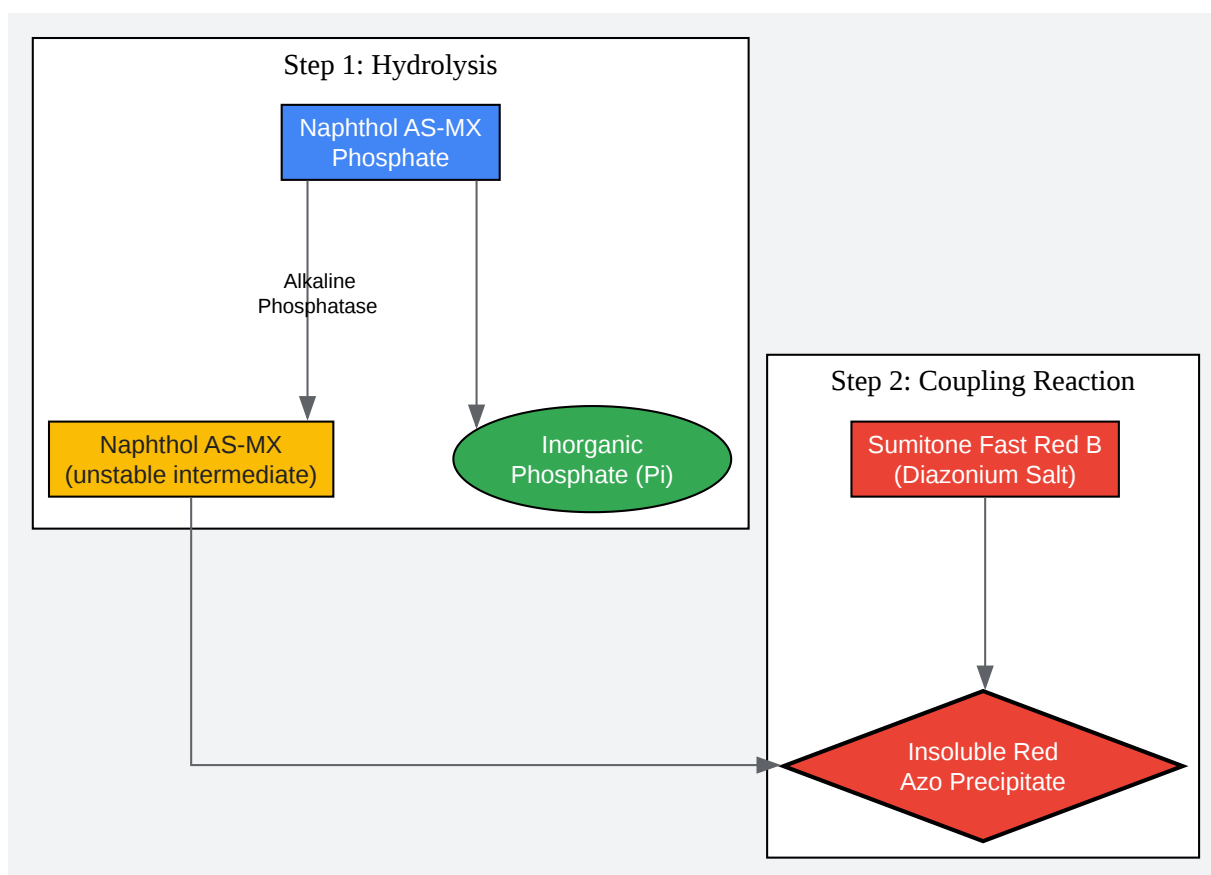 Step 1: Hydrolysis
Naphthol AS-MX
Phosphate
Alkaline
Phosphatase
Naphthol AS-MX
(unstable intermediate)
Inorganic
Phosphate (Pi)
Step 2: Coupling Reaction
Sumitone Fast Red B
(Diazonium Salt)
Insoluble Red
Azo Precipitate